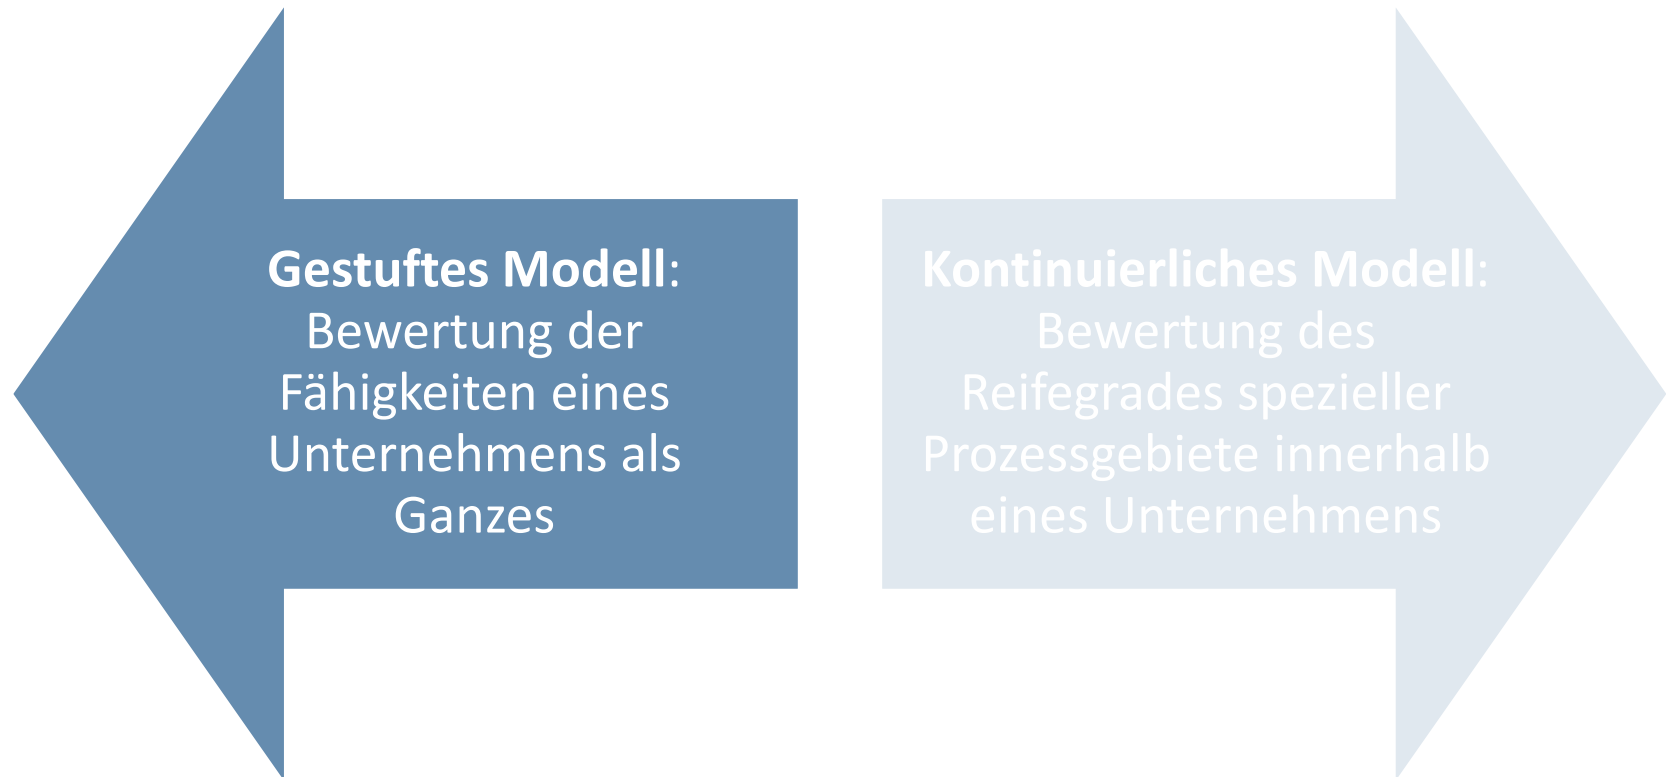 Gestuftes Modell:
Bewertung der
Fähigkeiten eines
Unternehmens als
Ganzes
Kontinuierliches Modell:
Bewertung des
Reifegrades spezieller
Prozessgebiete innerhalb
eines Unternehmens